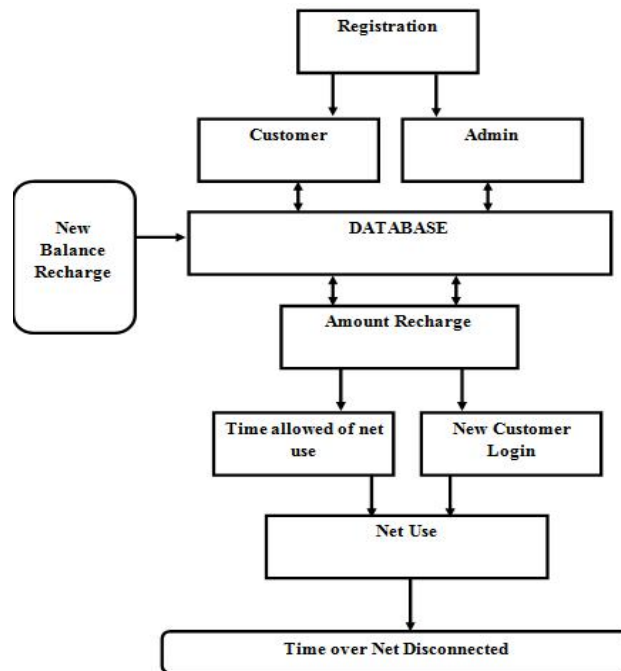 Registration
Customer
Admin
New
Balance
Recharge
DATABASE
Amount Recharge
Time allowed of net
use
New Customer
Login
Net Use
Time over Net Disconnected